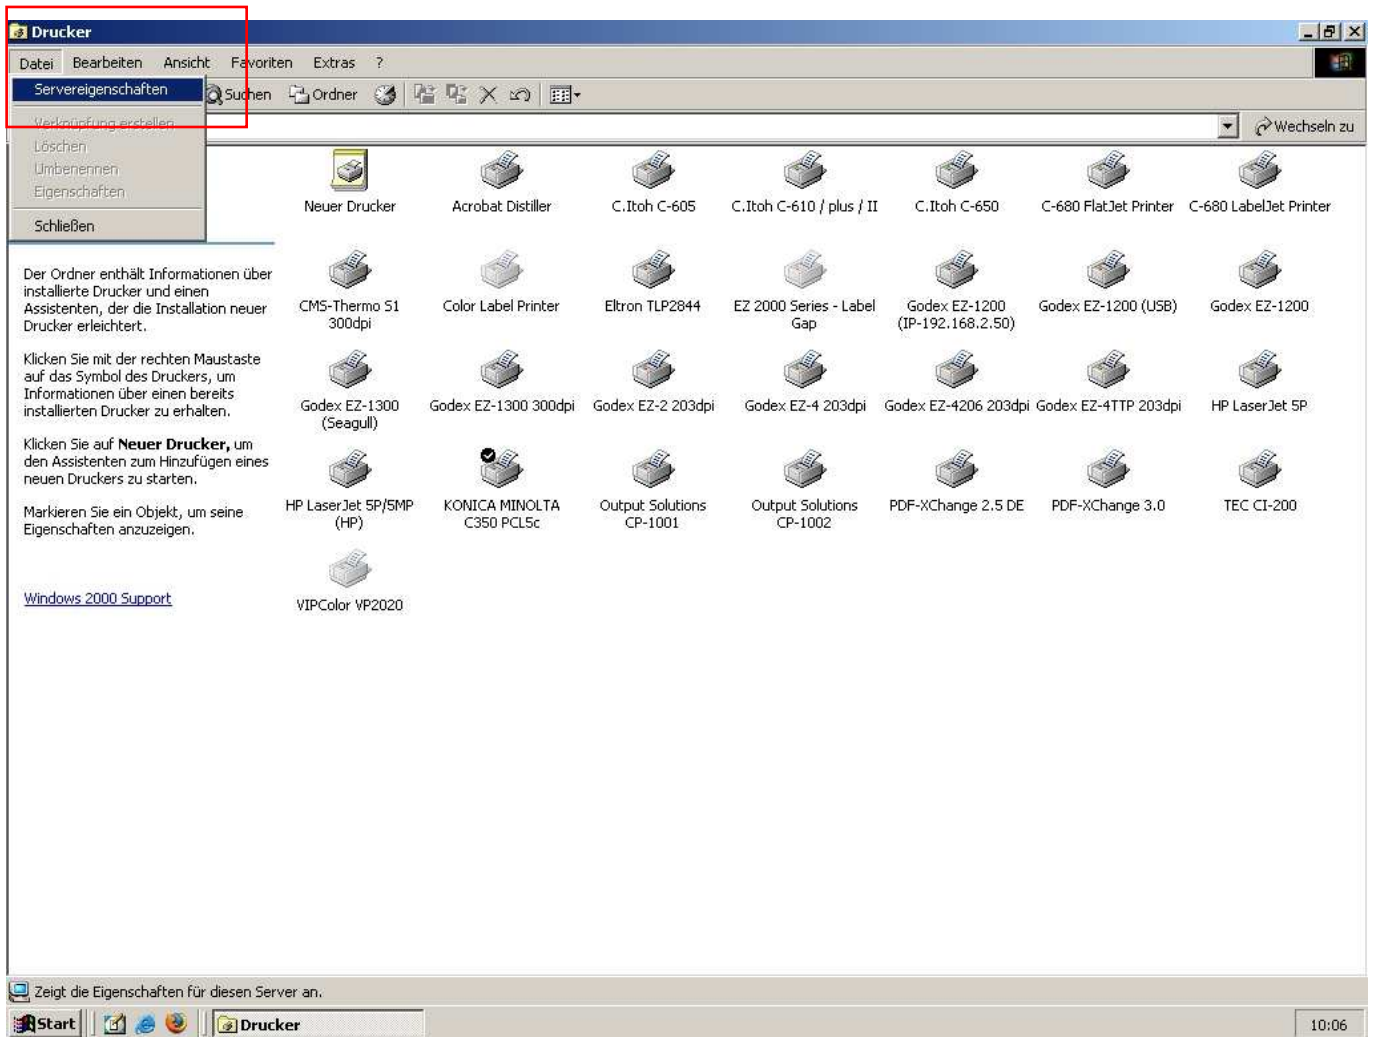 Drucker
Datei Bearbeiten Ansicht Favoriten Extras ?
Servereigenschaften
Verknüpfung erstellen
Löschen
Umbenennen
Eigenschaften
Schließen
Suchen Ordner
Wechseln zu
Neuer Drucker
Acrobat Distiller
C.Itoh C-605
C.Itoh C-610 / plus / II
C.Itoh C-650
C-680 FlatJet Printer
C-680 LabelJet Printer
Der Ordner enthält Informationen über
installierte Drucker und einen
Assistenten, der die Installation neuer
Drucker erleichtert.
Klicken Sie mit der rechten Maustaste
auf das Symbol des Druckers, um
Informationen über einen bereits
installierten Drucker zu erhalten.
Klicken Sie auf Neuer Drucker, um
den Assistenten zum Hinzufügen eines
neuen Druckers zu starten.
Markieren Sie ein Objekt, um seine
Eigenschaften anzuzeigen.
Windows 2000 Support
CMS-Thermo S1
300dpi
Color Label Printer
Eltron TLP2844
EZ 2000 Series - Label
Gap
Godex EZ-1200
(IP-192.168.2.50)
Godex EZ-1200 (USB)
Godex EZ-1200
Godex EZ-1300
(Seagull)
Godex EZ-1300 300dpi
Godex EZ-2 203dpi
Godex EZ-4 203dpi
Godex EZ-4206 203dpi
Godex EZ-4TTP 203dpi
HP LaserJet 5P
HP LaserJet 5P/5MP
(HP)
KONICA MINOLTA
C350 PCL5c
Output Solutions
CP-1001
Output Solutions
CP-1002
PDF-XChange 2.5 DE
PDF-XChange 3.0
TEC CI-200
VIPColor VP2020
Zeigt die Eigenschaften für diesen Server an.
Start
Drucker
10:06